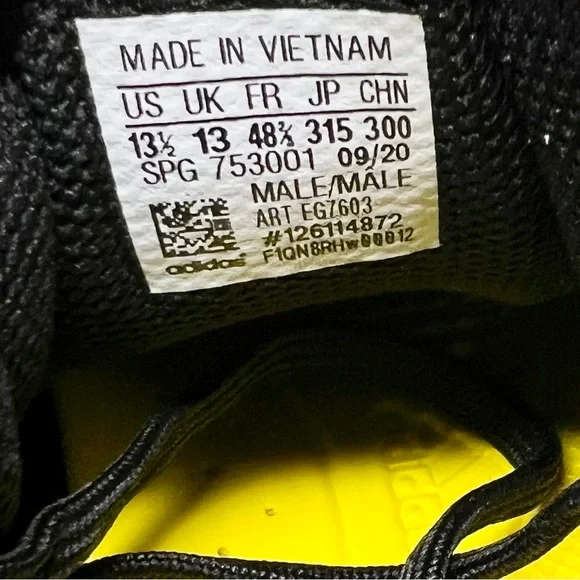 MADE IN VIETNAM
US UK FR JP CHN
13½ 13 48⅔ 315 300
SPG 753001 09/20
MALE/MÂLE
ART EG7603
#126114872
F1QN8RHw00012
adidas
adidas